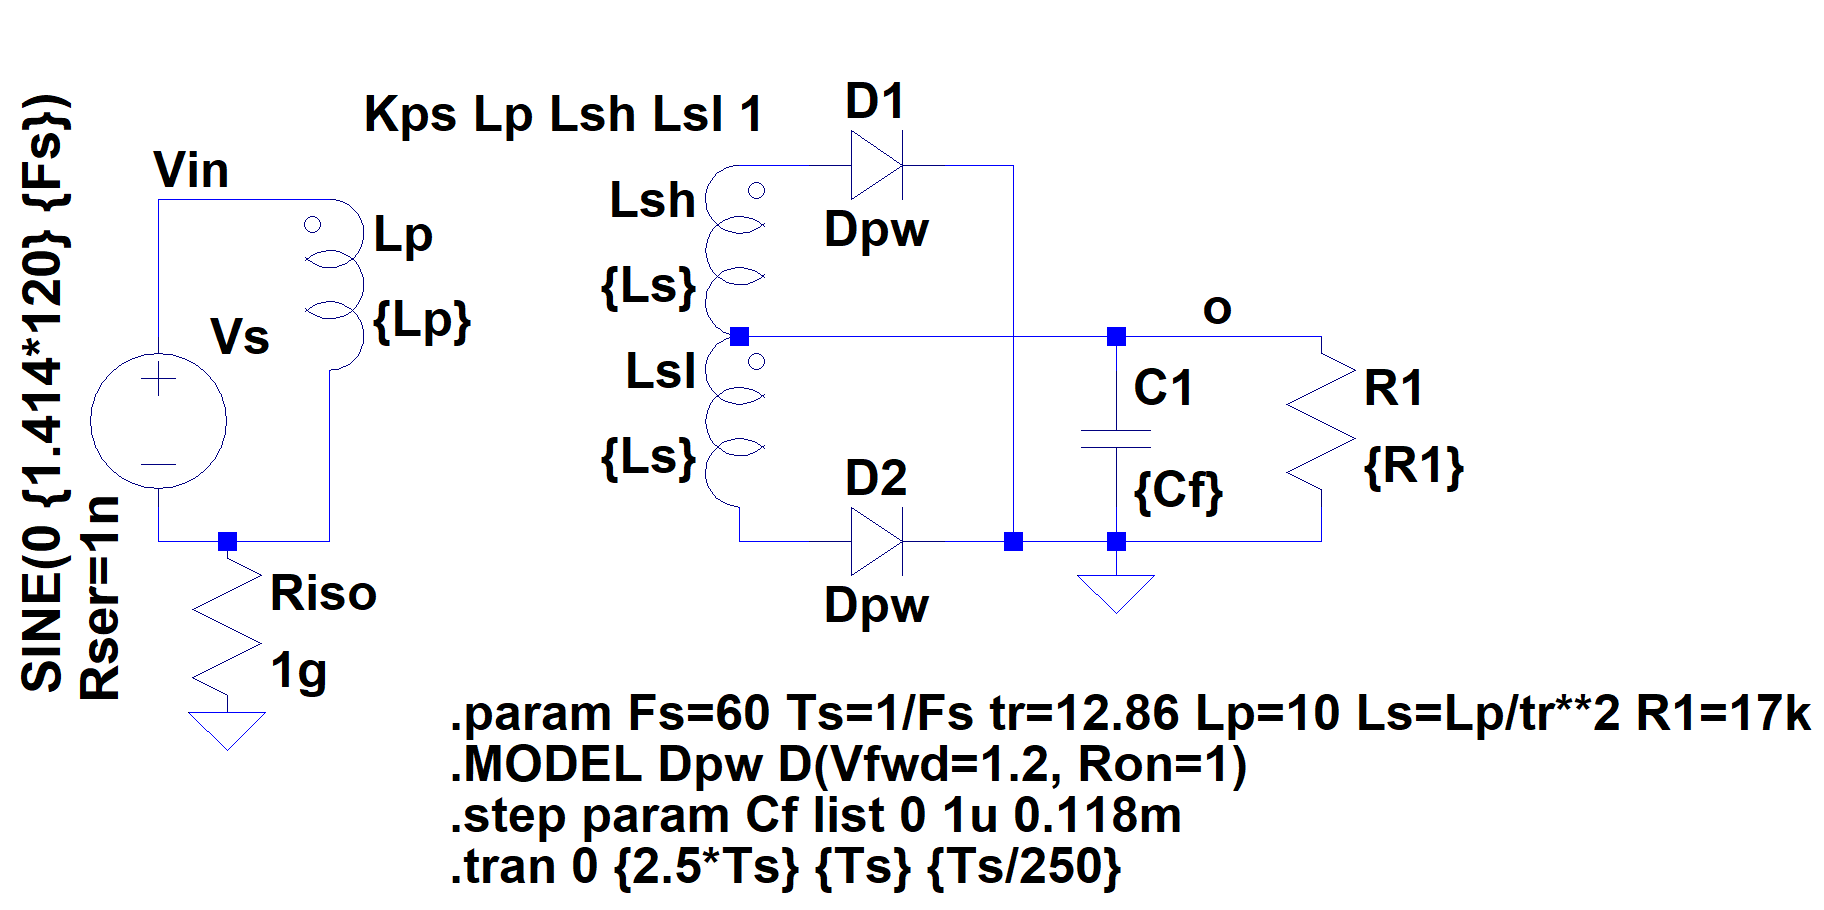 SINE(0 {1.414*120} {Fs})
Rser=1n
Vin
Vs
Kps Lp Lsh Lsl 1
Lp
{Lp}
Riso
1g
Lsh
{Ls}
Lsl
{Ls}
D1
Dpw
D2
Dpw
o
C1
{Cf}
R1
{R1}
.param Fs=60 Ts=1/Fs tr=12.86 Lp=10 Ls=Lp/tr**2 R1=17k
.MODEL Dpw D(Vfwd=1.2, Ron=1)
.step param Cf list 0 1u 0.118m
.tran 0 {2.5*Ts} {Ts} {Ts/250}